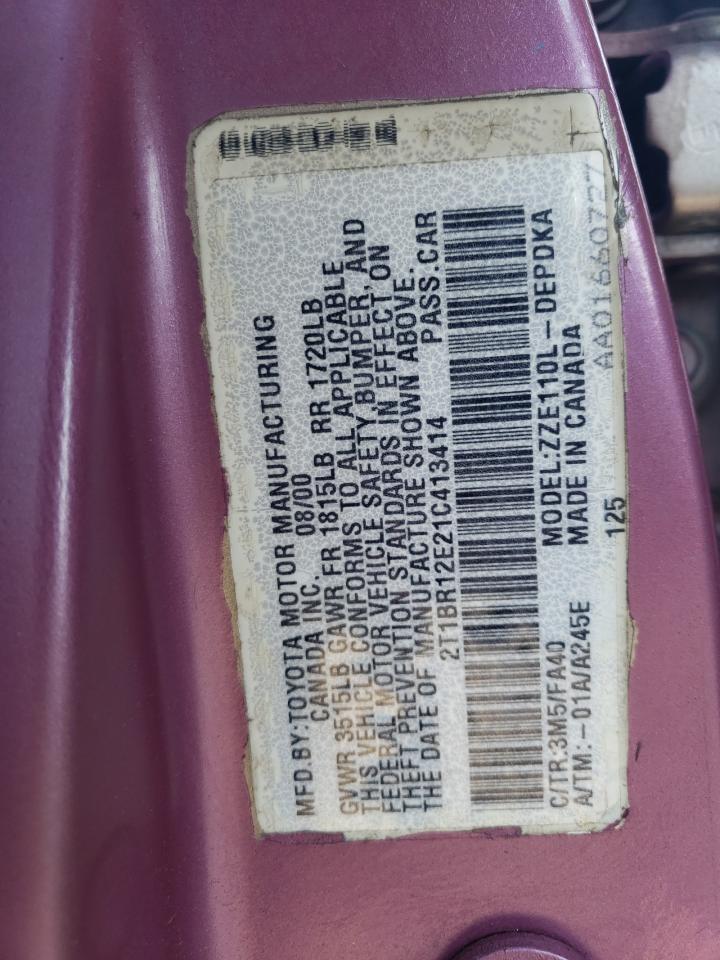 MFD.BY:TOYOTA MOTOR MANUFACTURING
CANADA INC. 08/00
GVWR 3515LB GAWR FR 1815LB RR 1720LB
THIS VEHICLE CONFORMS TO ALL APPLICABLE
FEDERAL MOTOR VEHICLE SAFETY, BUMPER, AND
THEFT PREVENTION STANDARDS IN EFFECT ON
THE DATE OF MANUFACTURE SHOWN ABOVE.
2T1BR12E21C413414 PASS.CAR
C/TR:3M5/FA40 MODEL:ZZE110L-DEPDKA
A/TM:-01A/A245E MADE IN CANADA
125 AA01660727